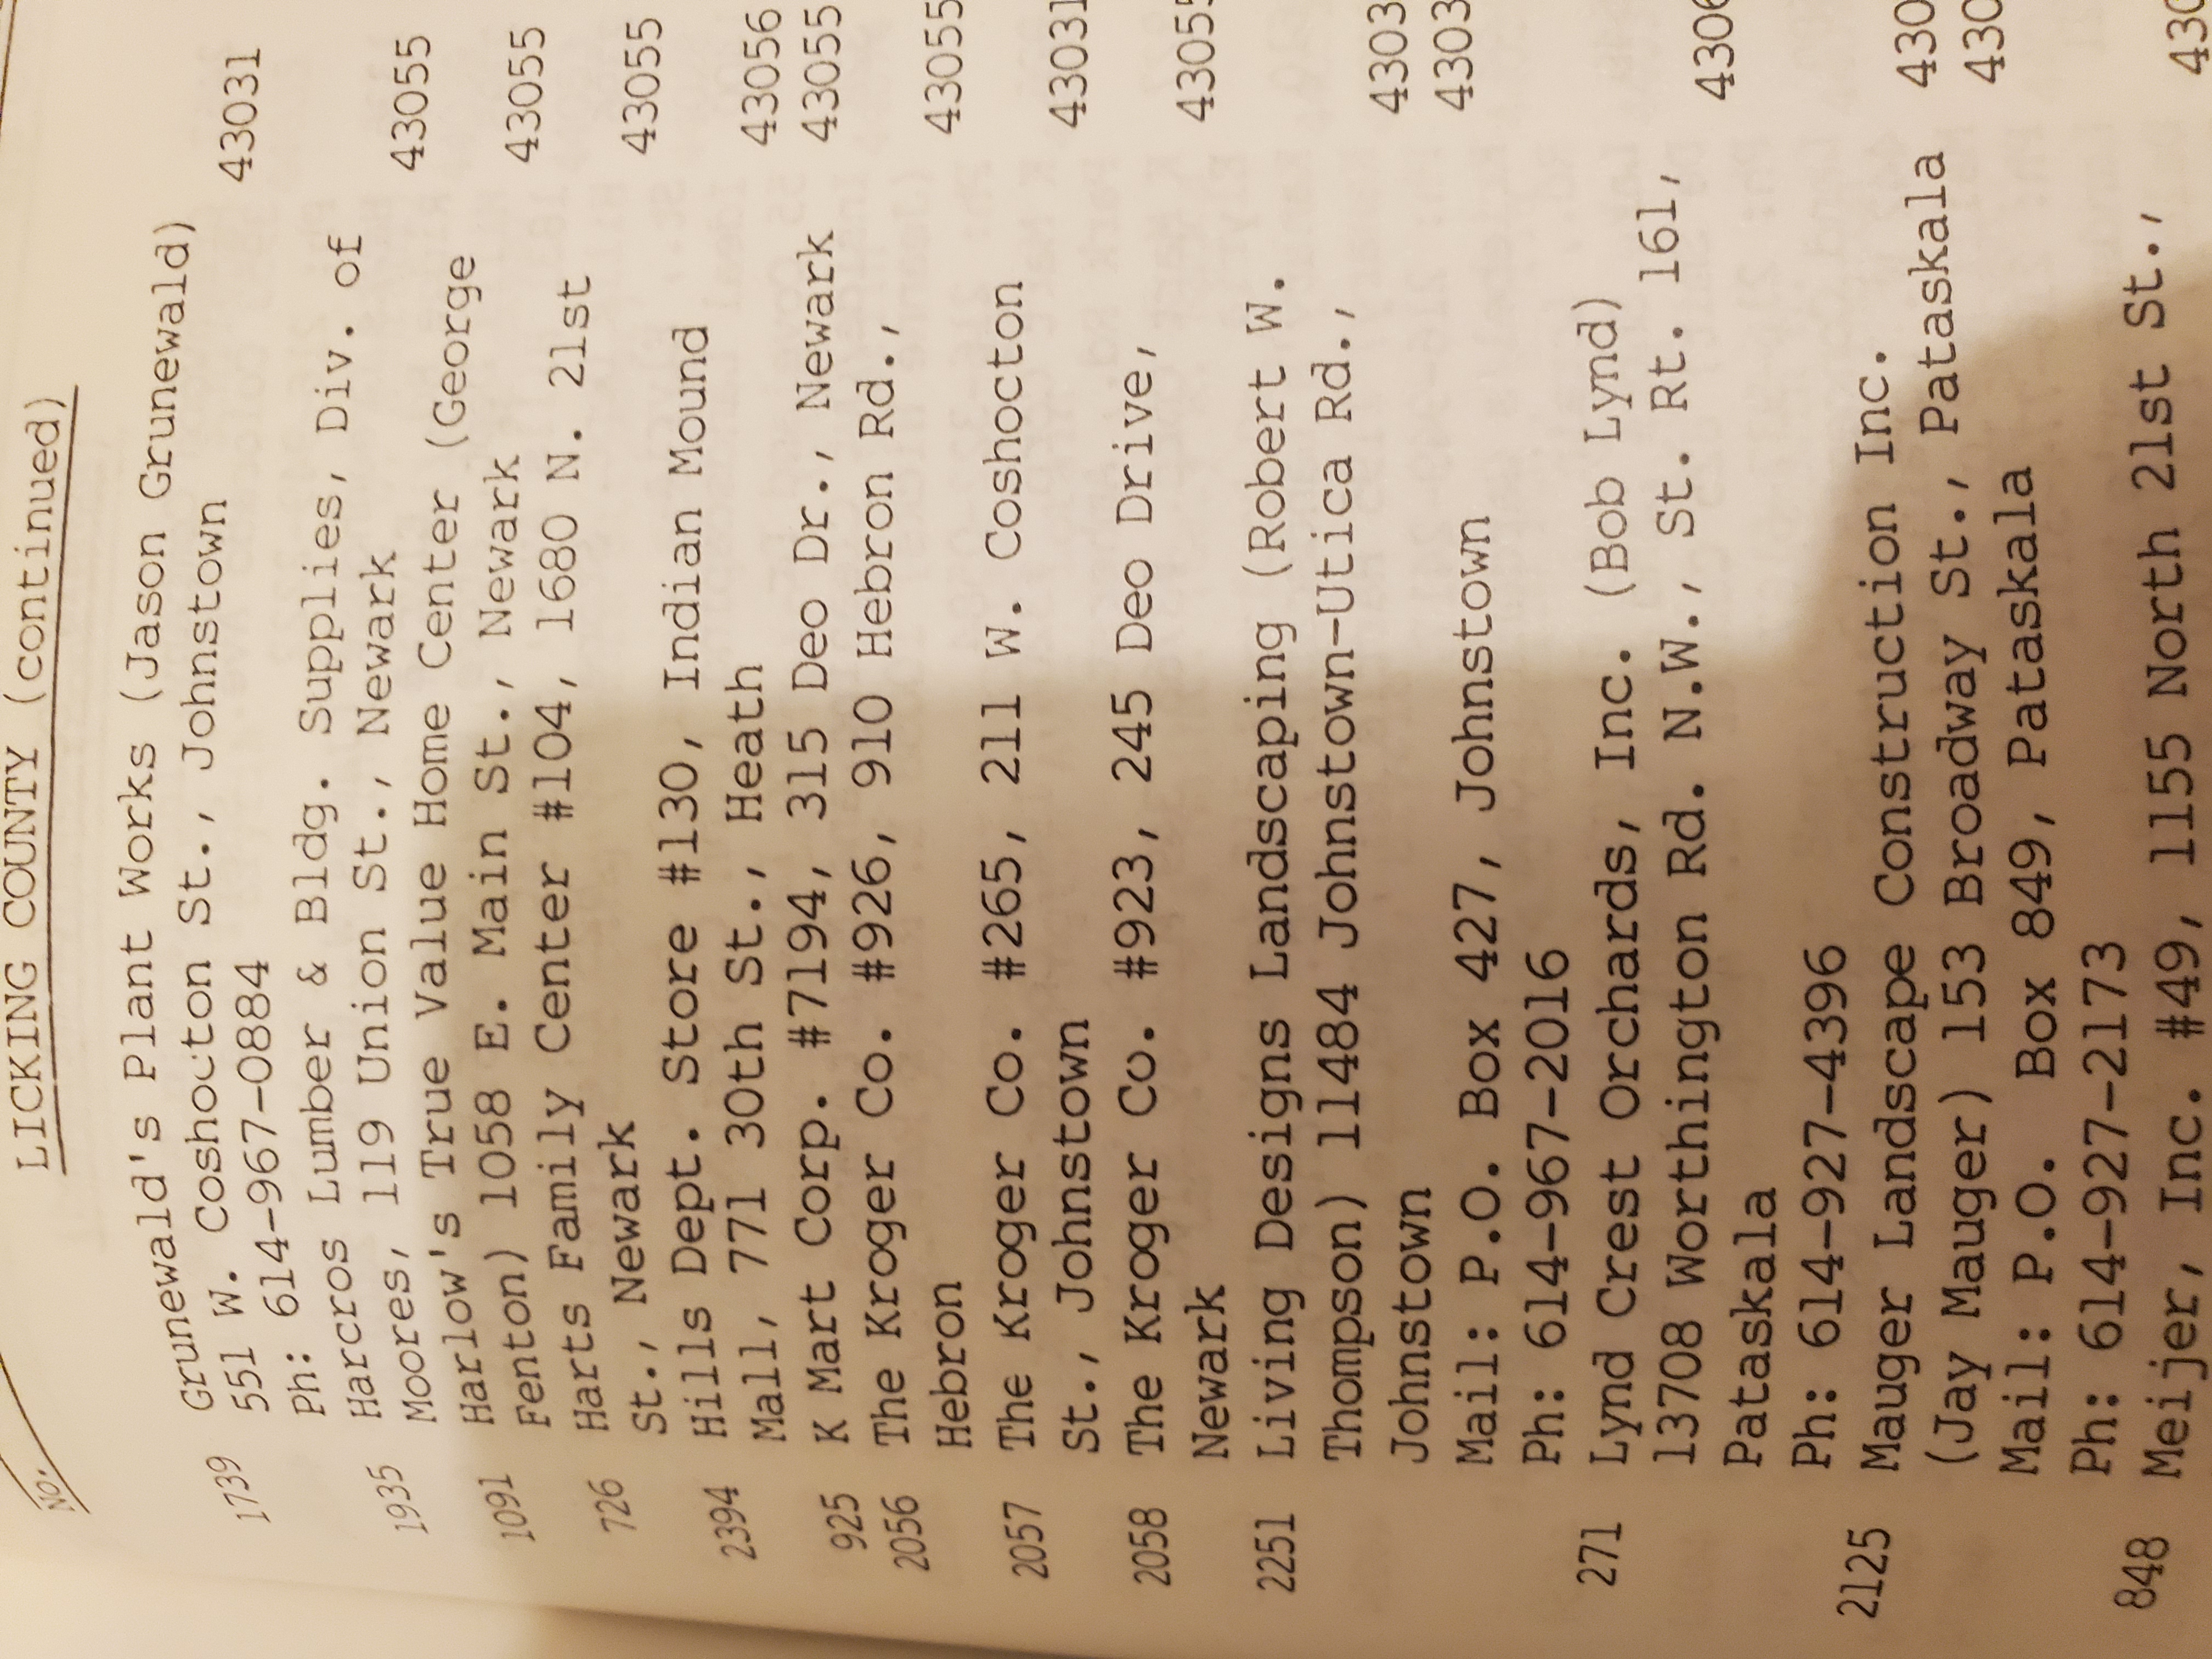 LICKING COUNTY (continued)
NO.
1739 Grunewald's Plant Works (Jason Grunewald)
551 W. Coshocton St., Johnstown 43031
Ph: 614-967-0884
1935 Harcros Lumber & Bldg. Supplies, Div. of
Moores, 119 Union St., Newark 43055
1091 Harlow's True Value Home Center (George
Fenton) 1058 E. Main St., Newark 43055
726 Harts Family Center #104, 1680 N. 21st
St., Newark 43055
2394 Hills Dept. Store #130, Indian Mound
Mall, 771 30th St., Heath 43056
925 K Mart Corp. #7194, 315 Deo Dr., Newark 43055
2056 The Kroger Co. #926, 910 Hebron Rd.,
Hebron 43055
2057 The Kroger Co. #265, 211 W. Coshocton
St., Johnstown 43031
2058 The Kroger Co. #923, 245 Deo Drive,
Newark 43055
2251 Living Designs Landscaping (Robert W.
Thompson) 11484 Johnstown-Utica Rd.,
Johnstown 4303
Mail: P.O. Box 427, Johnstown 4303
Ph: 614-967-2016
271 Lynd Crest Orchards, Inc. (Bob Lynd)
13708 Worthington Rd. N.W., St. Rt. 161,
Pataskala 4306
Ph: 614-927-4396
2125 Mauger Landscape Construction Inc.
(Jay Mauger) 153 Broadway St., Pataskala 430
Mail: P.O. Box 849, Pataskala 430
Ph: 614-927-2173
848 Meijer, Inc. #49, 1155 North 21st St.,
430